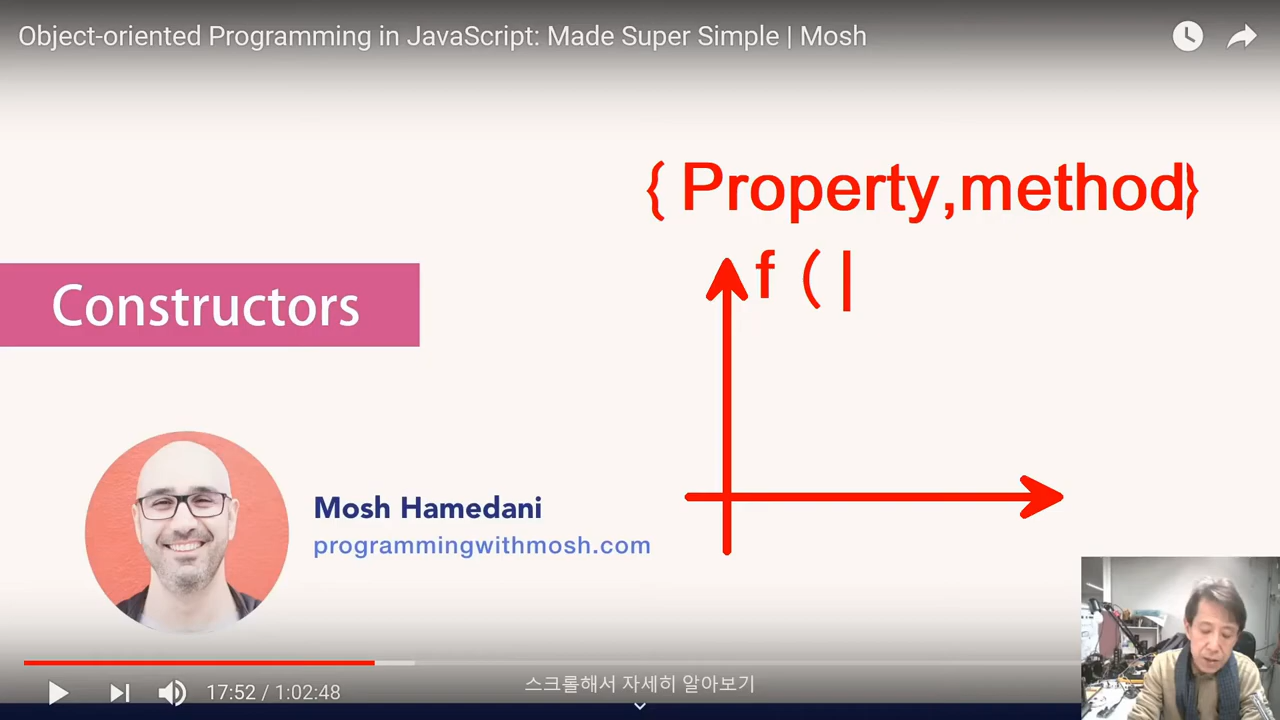 Object-oriented Programming in JavaScript: Made Super Simple | Mosh
{ Property,method}
f ( |
Constructors
Mosh Hamedani
programmingwithmosh.com
17:52 / 1:02:48
스크롤해서 자세히 알아보기